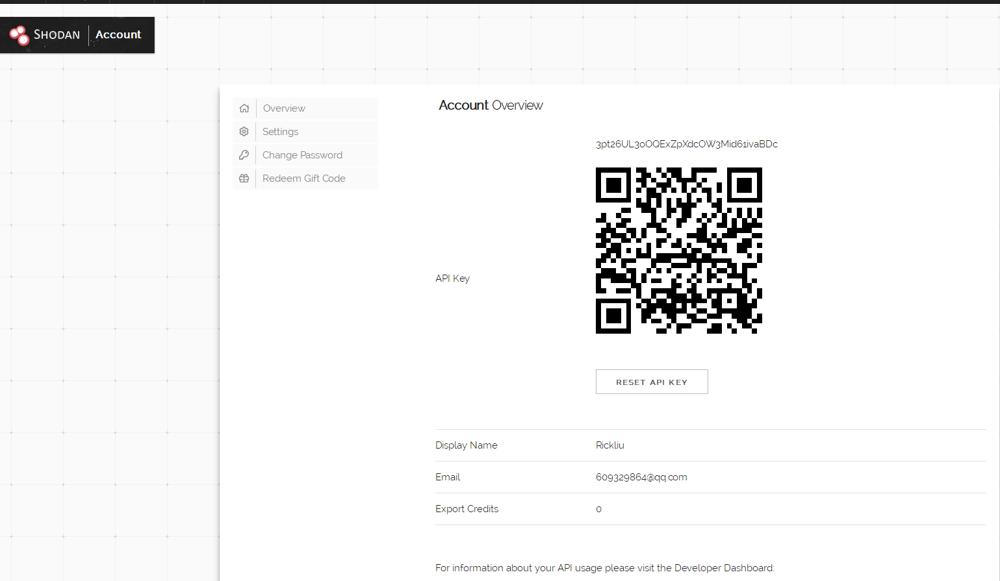 SHODAN Account
Overview
Settings
Change Password
Redeem Gift Code
Account Overview
3pt26UL3oOQExZpXdcOW3Mid61ivaBDc
API Key
RESET API KEY
Display Name Rickliu
Email 609329864@qq.com
Export Credits 0
For information about your API usage please visit the Developer Dashboard: